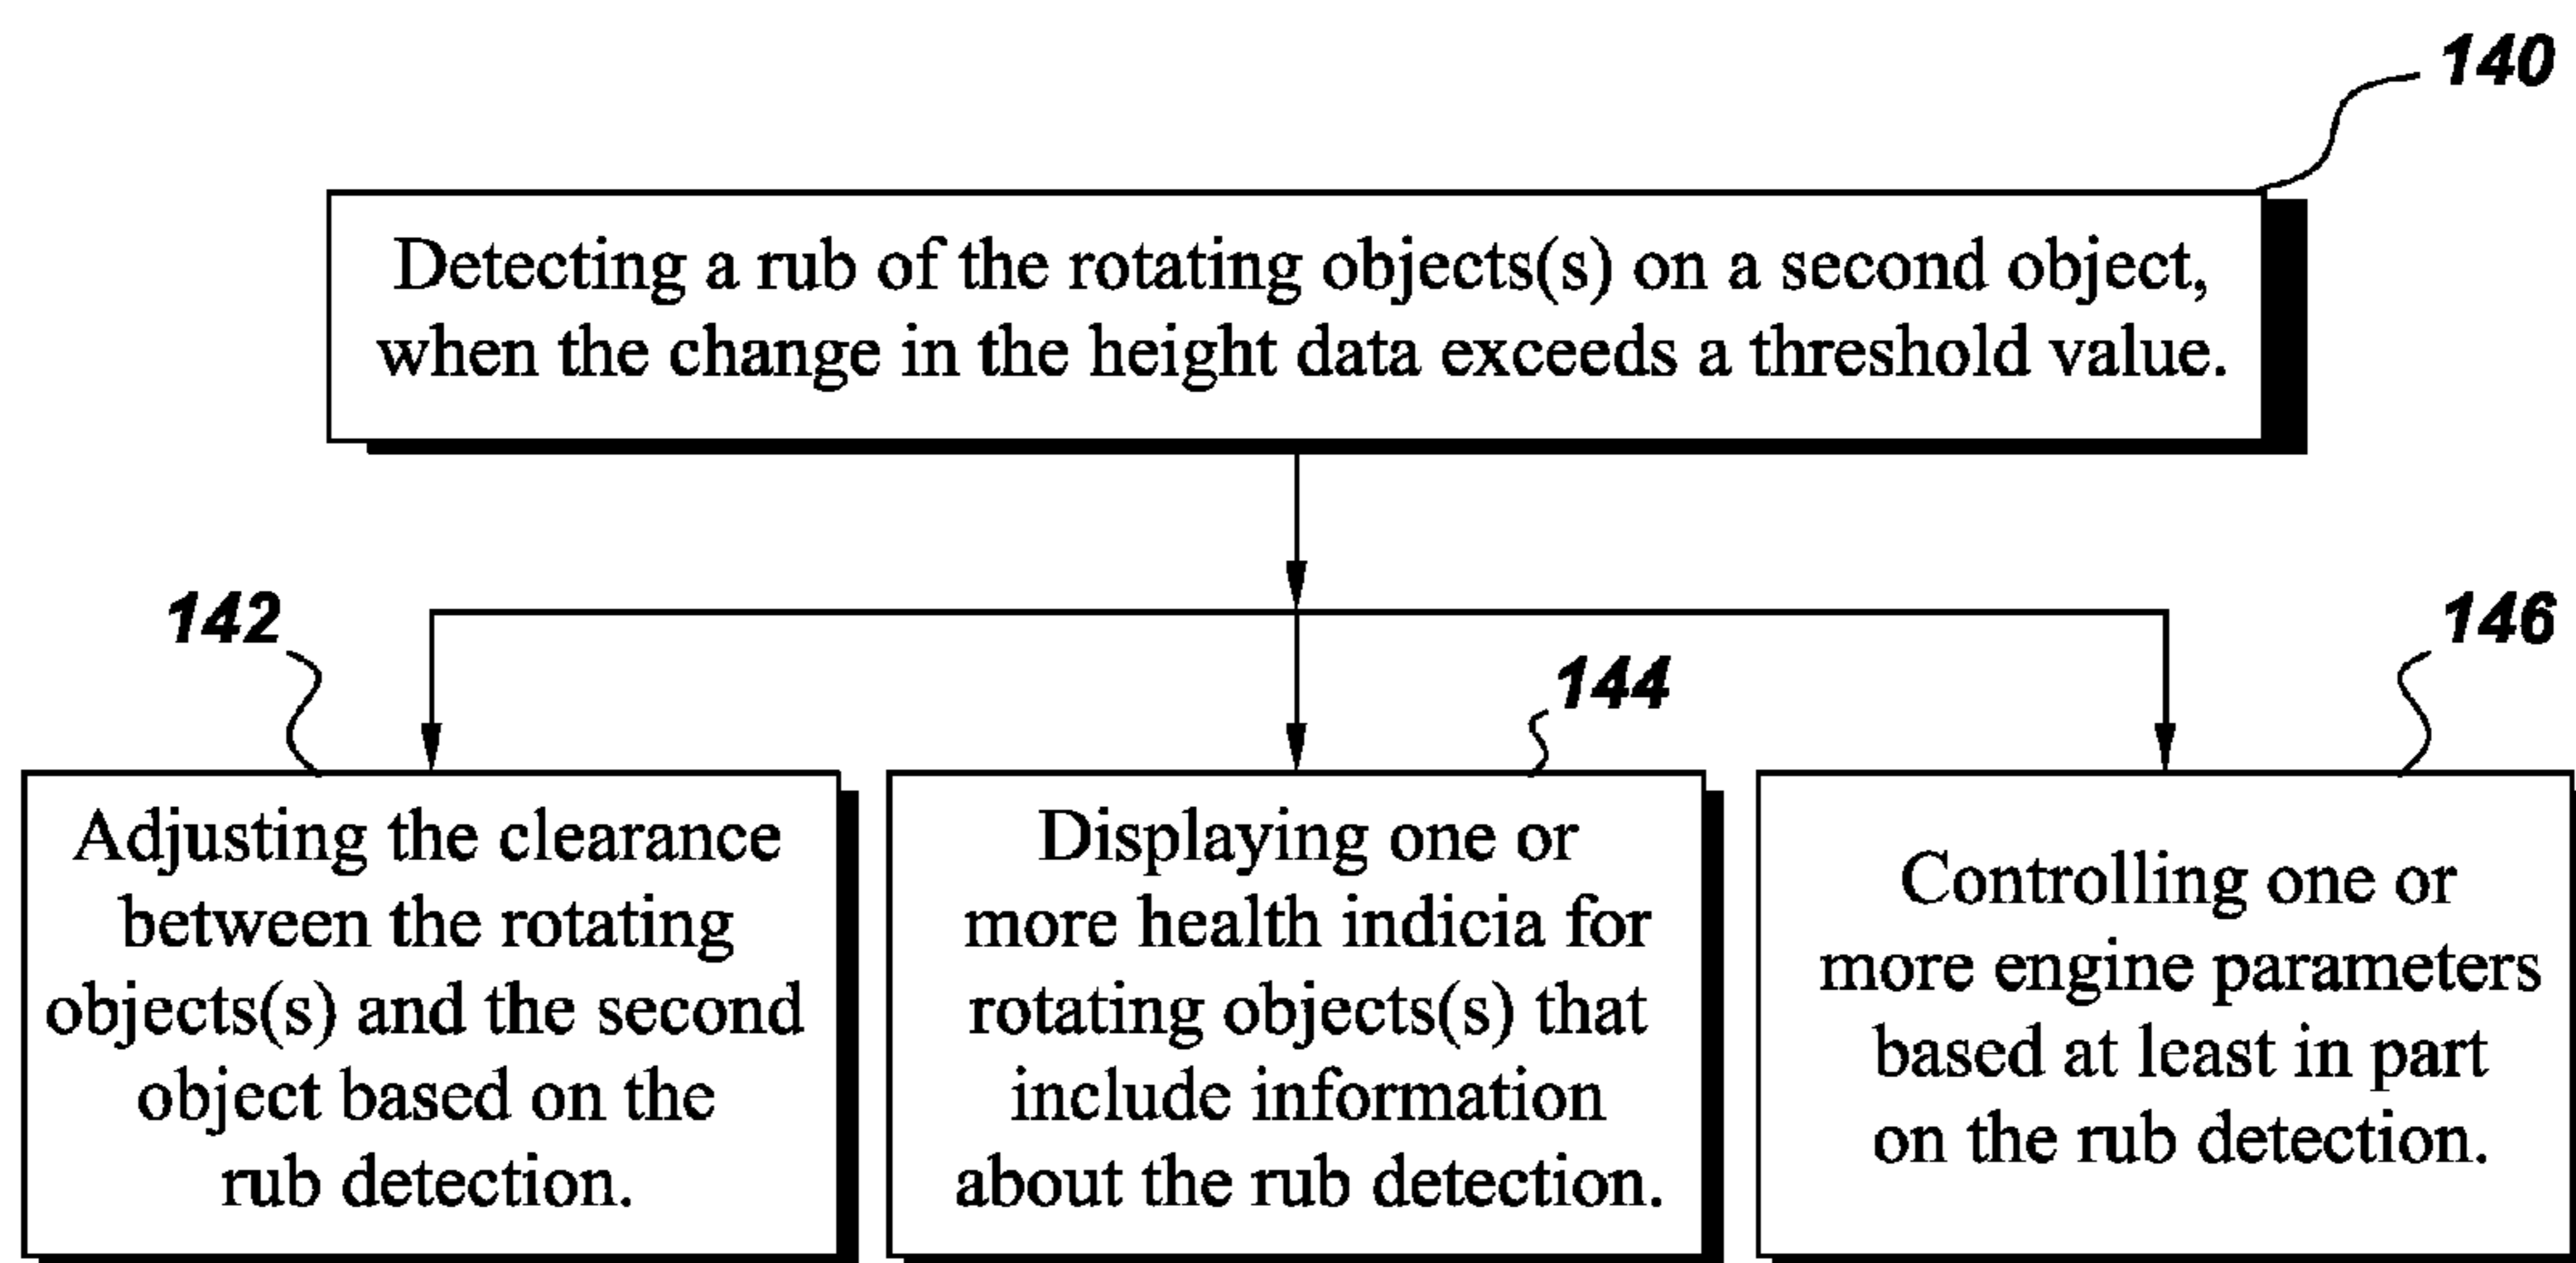 140
Detecting a rub of the rotating objects(s) on a second object,
when the change in the height data exceeds a threshold value.
142
144
146
Adjusting the clearance
between the rotating
objects(s) and the second
object based on the
rub detection.
Displaying one or
more health indicia for
rotating objects(s) that
include information
about the rub detection.
Controlling one or
more engine parameters
based at least in part
on the rub detection.